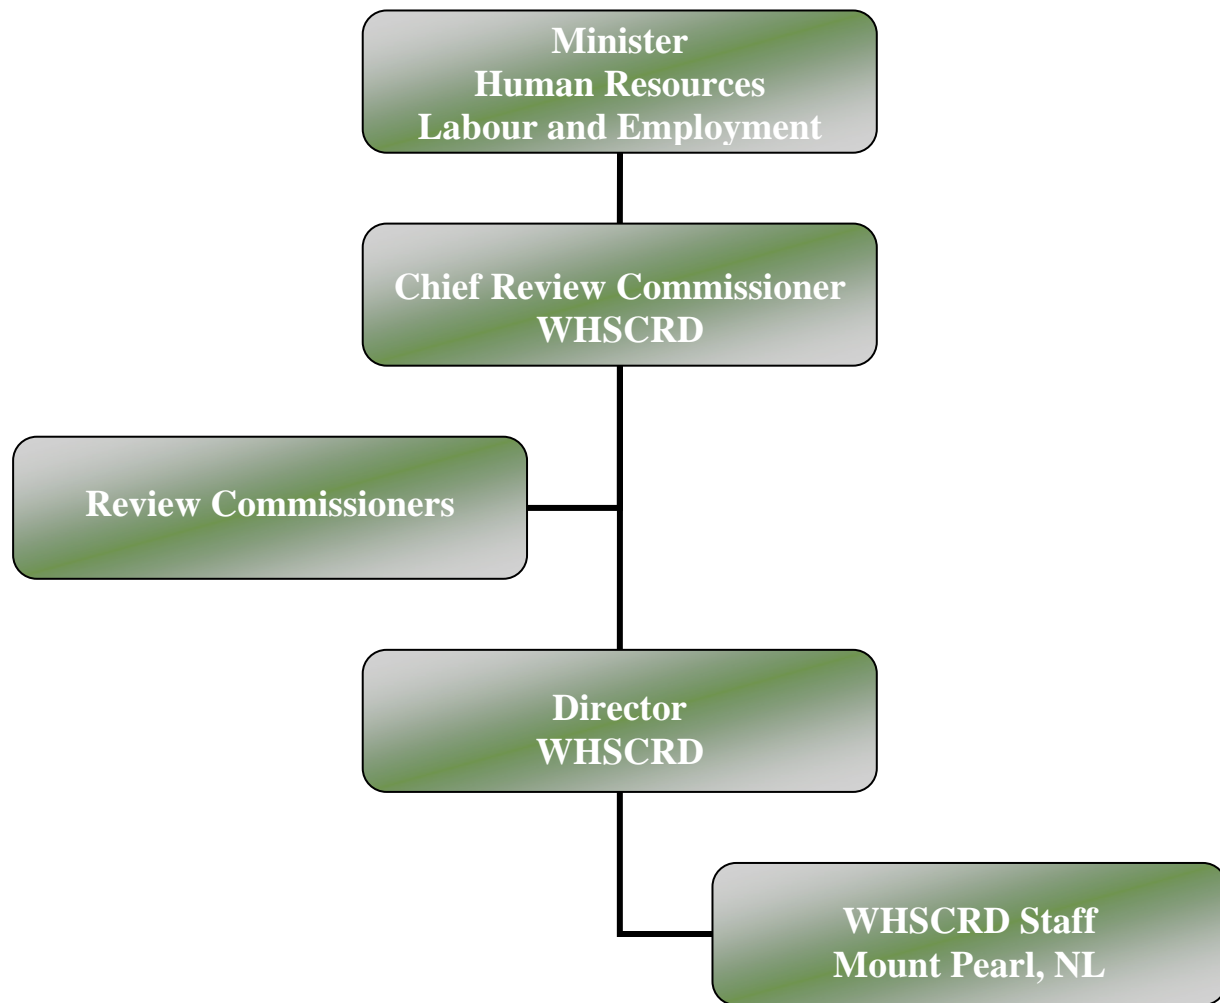 Minister
Human Resources
Labour and Employment
Chief Review Commissioner
WHSCRD
Review Commissioners
Director
WHSCRD
WHSCRD Staff
Mount Pearl, NL